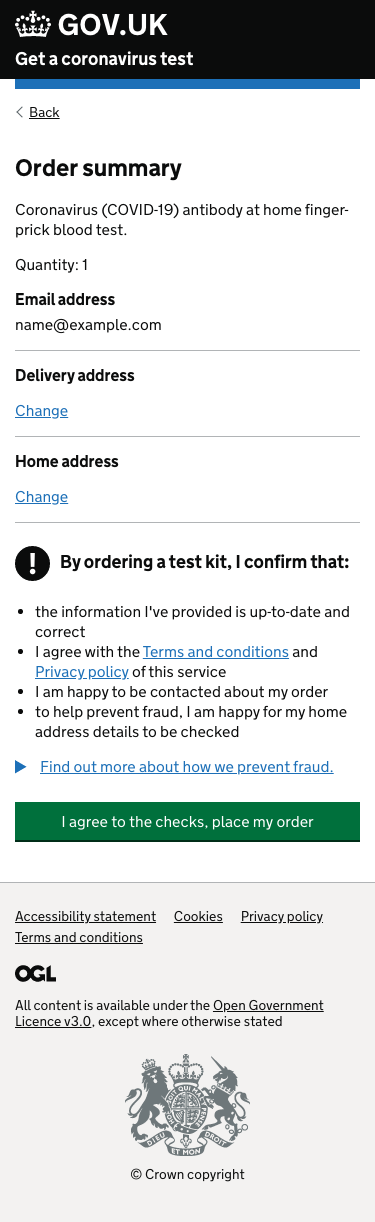 GOV.UK
Get a coronavirus test
Back
Order summary
Coronavirus (COVID-19) antibody at home finger-
prick blood test.
Quantity: 1
Email address
name@example.com
Delivery address
Change
Home address
Change
! By ordering a test kit, I confirm that:
• the information I've provided is up-to-date and
correct
• I agree with the Terms and conditions and
Privacy policy of this service
• I am happy to be contacted about my order
• to help prevent fraud, I am happy for my home
address details to be checked
Find out more about how we prevent fraud.
I agree to the checks, place my order
Accessibility statement Cookies Privacy policy
Terms and conditions
OGL
All content is available under the Open Government
Licence v3.0, except where otherwise stated
DIEU ET MON DROIT
© Crown copyright